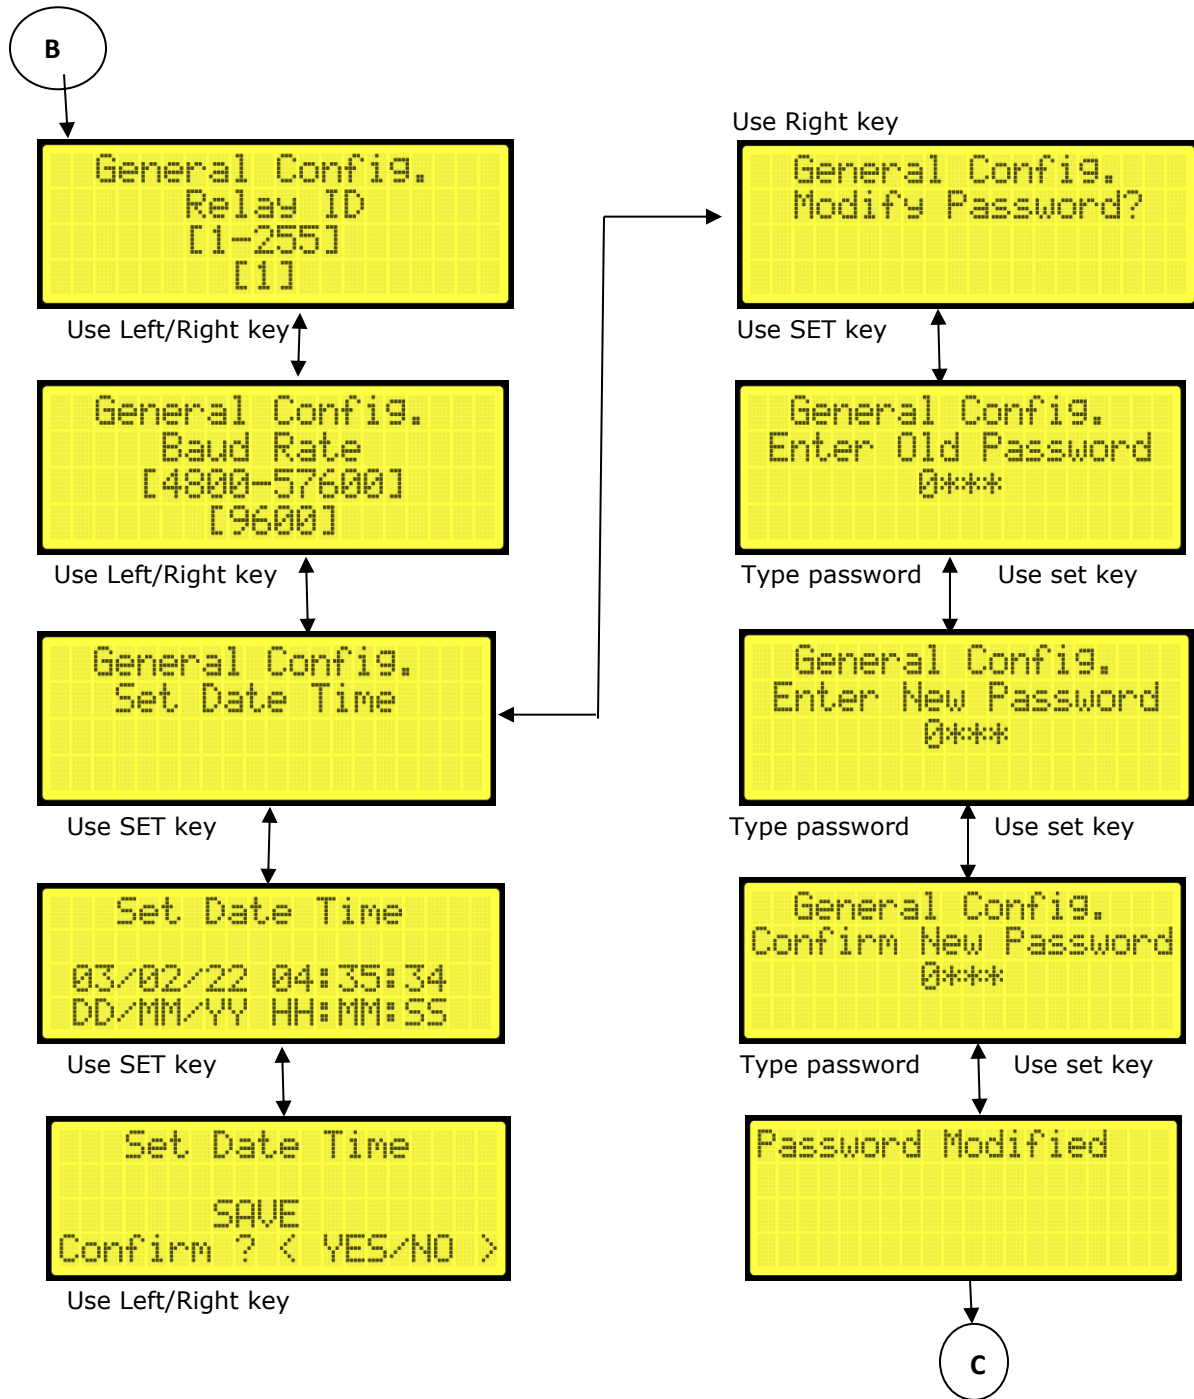 B
General Config.
Relay ID
[1-255]
[1]
Use Left/Right key
General Config.
Baud Rate
[4800-57600]
[9600]
Use Left/Right key
General Config.
Set Date Time
Use SET key
Set Date Time
03/02/22 04:35:34
DD/MM/YY HH:MM:SS
Use SET key
Set Date Time
SAVE
Confirm ? < YES/NO >
Use Left/Right key
Use Right key
General Config.
Modify Password?
Use SET key
General Config.
Enter Old Password
0***
Type password Use set key
General Config.
Enter New Password
0***
Type password Use set key
General Config.
Confirm New Password
0***
Type password Use set key
Password Modified
C